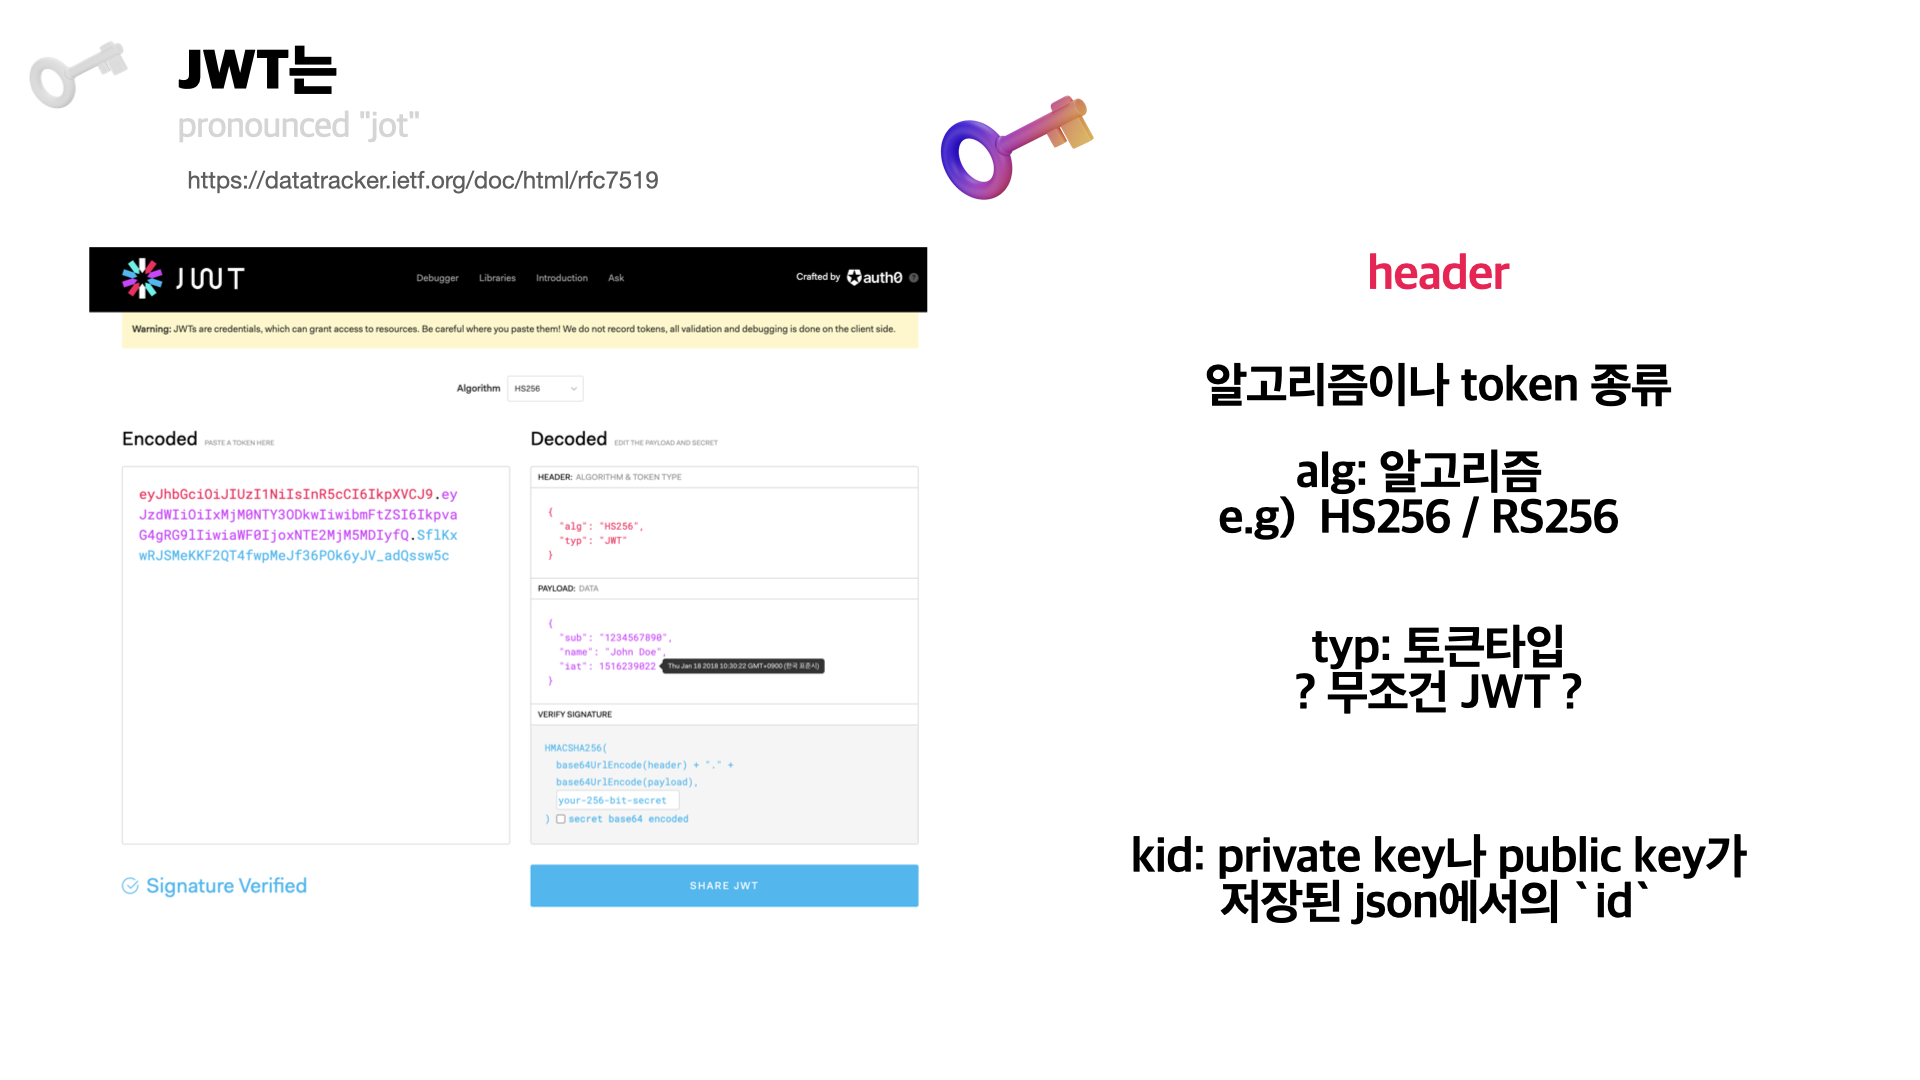 JWT는
pronounced "jot"
https://datatracker.ietf.org/doc/html/rfc7519
JWT
Debugger Libraries Introduction Ask
Crafted by auth0
Warning: JWTs are credentials, which can grant access to resources. Be careful where you paste them! We do not record tokens, all validation and debugging is done on the client side.
Algorithm HS256
Encoded PASTE A TOKEN HERE
eyJhbGciOiJIUzI1NiIsInR5cCI6IkpXVCJ9.ey
JzdWIiOiIxMjM0NTY3ODkwIiwibmFtZSI6Ikpva
G4gRG9lIiwiaWF0IjoxNTE2MjM5MDIyfQ.SflKx
wRJSMeKKF2QT4fwpMeJf36POk6yJV_adQssw5c
Signature Verified
Decoded EDIT THE PAYLOAD AND SECRET
HEADER: ALGORITHM & TOKEN TYPE
{
"alg": "HS256",
"typ": "JWT"
}
PAYLOAD: DATA
{
"sub": "1234567890",
"name": "John Doe",
"iat": 1516239022 Thu Jan 18 2018 10:30:22 GMT+0900 (한국 표준시)
}
VERIFY SIGNATURE
HMACSHA256(
base64UrlEncode(header) + "." +
base64UrlEncode(payload),
your-256-bit-secret
) secret base64 encoded
SHARE JWT
header
알고리즘이나 token 종류
alg: 알고리즘
e.g) HS256 / RS256
typ: 토큰타입
? 무조건 JWT ?
kid: private key나 public key가
저장된 json에서의 `id`